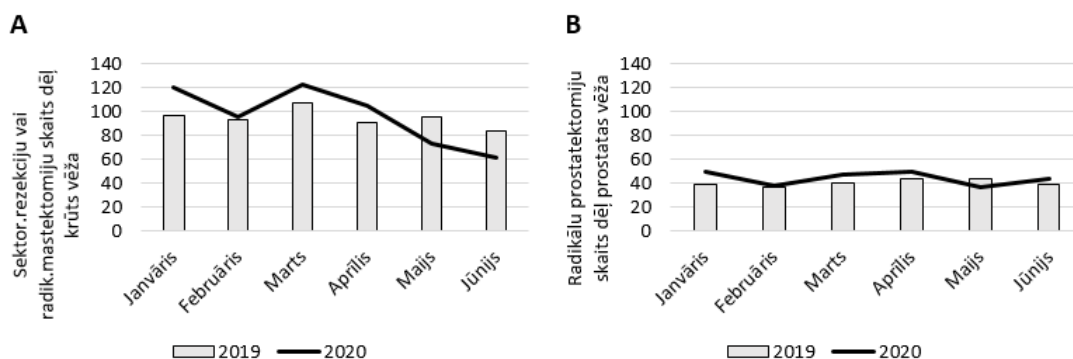 A
Sektor.rezekciju vai
radik.mastektomiju skaits dēļ
krūts vēža
140
120
100
80
60
40
20
0
Janvāris
Februāris
Marts
Aprīlis
Maijs
Jūnijs
2019
2020
B
Radikālu prostatektomiju
skaits dēļ prostatas vēža
140
120
100
80
60
40
20
0
Janvāris
Februāris
Marts
Aprīlis
Maijs
Jūnijs
2019
2020